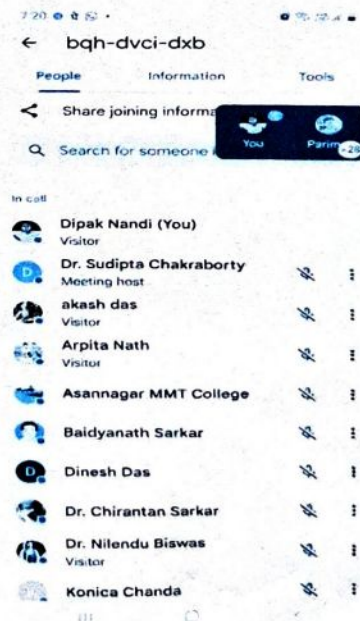 7:20
bqh-dvci-dxb
People Information Tools
Share joining informa
Search for someone
You Parim +28
In call
Dipak Nandi (You)
Visitor
D Dr. Sudipta Chakraborty
Meeting host
akash das
Visitor
Arpita Nath
Visitor
Asannagar MMT College
Baidyanath Sarkar
D Dinesh Das
Dr. Chirantan Sarkar
Dr. Nilendu Biswas
Visitor
Konica Chanda